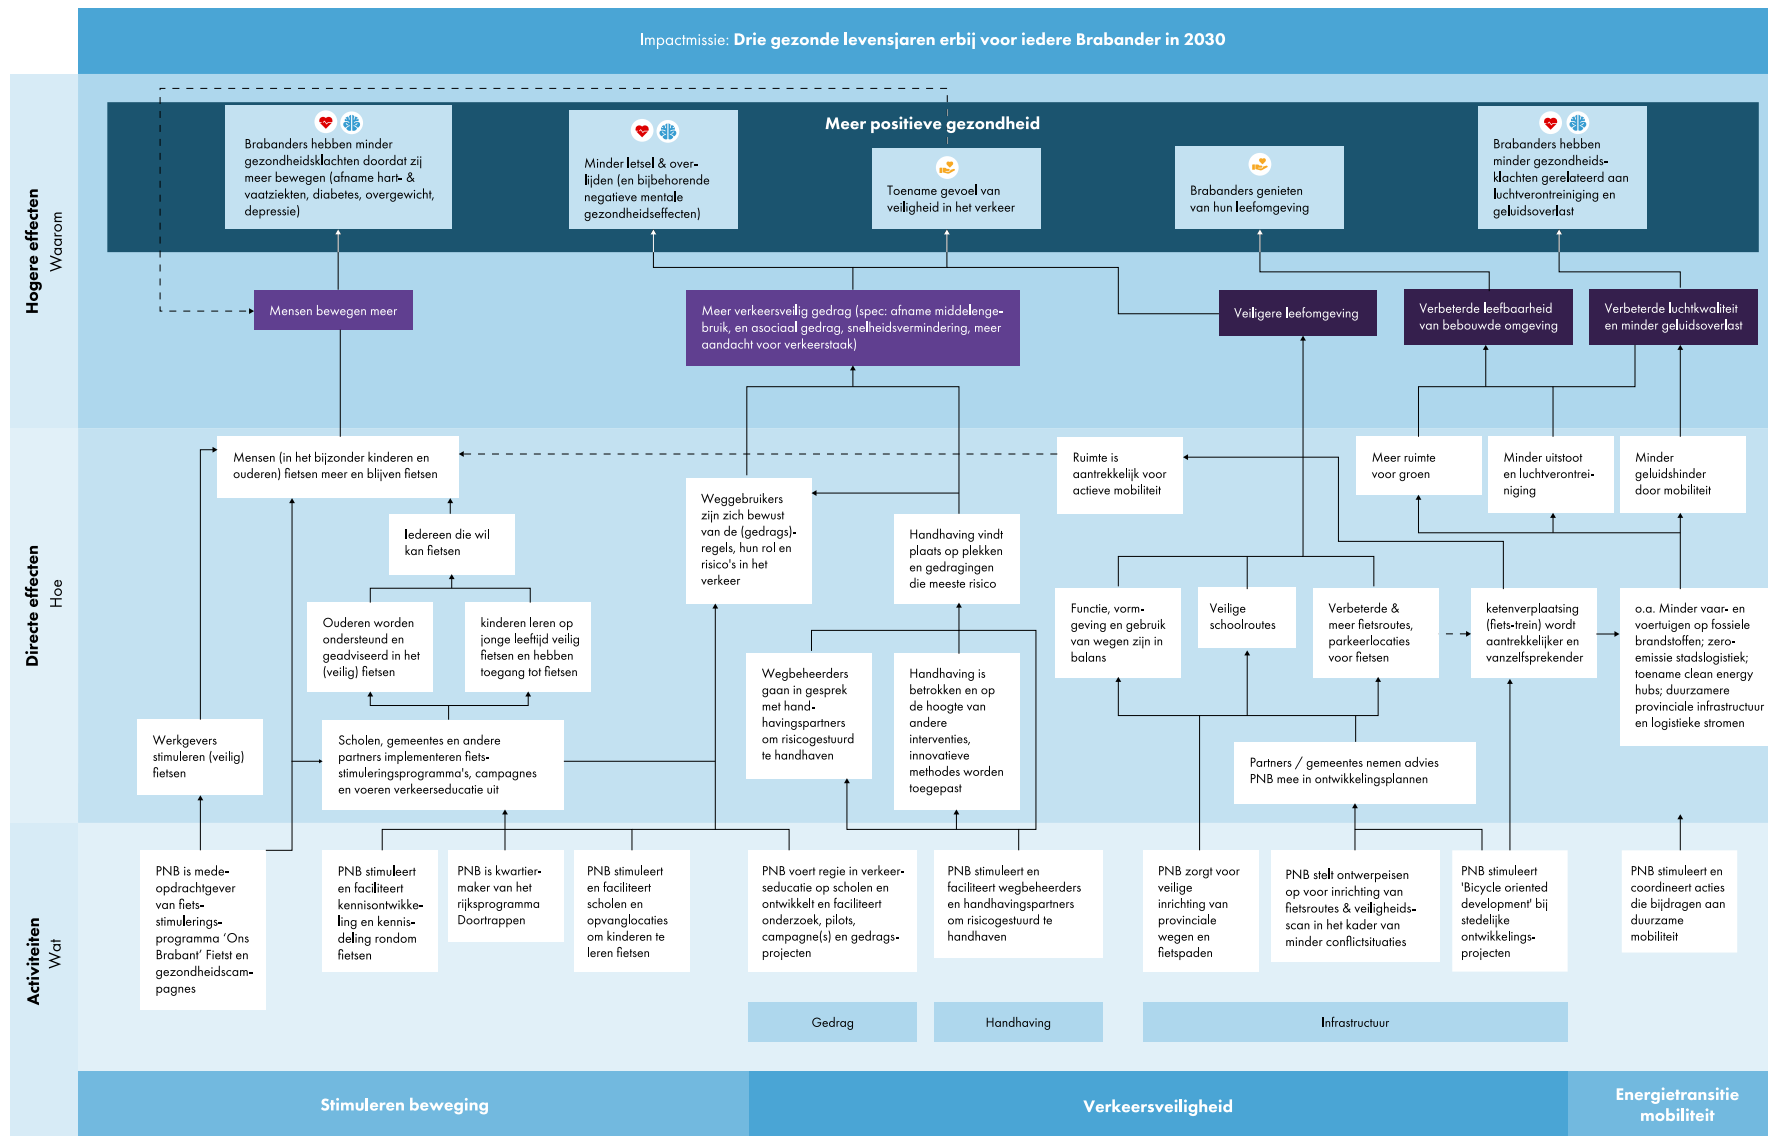 Impactmissie: Drie gezonde levensjaren erbij voor iedere Brabander in 2030
Hogere effecten
Waarom
Meer positieve gezondheid
Brabanders hebben minder
gezondheidsklachten doordat zij
meer bewegen (afname hart- &
vaatziekten, diabetes, overgewicht,
depressie)
Minder letsel & over-
lijden (en bijbehorende
negatieve mentale
gezondheidseffecten)
Toename gevoel van
veiligheid in het verkeer
Brabanders genieten
van hun leefomgeving
Brabanders hebben
minder gezondheids-
klachten gerelateerd aan
luchtverontreiniging en
geluidsoverlast
Mensen bewegen meer
Meer verkeersveilig gedrag (spec: afname middelenge-
bruik, en asociaal gedrag, snelheidsvermindering, meer
aandacht voor verkeerstaak)
Veiligere leefomgeving
Verbeterde leefbaarheid
van bebouwde omgeving
Verbeterde luchtkwaliteit
en minder geluidsoverlast
Directe effecten
Hoe
Mensen (in het bijzonder kinderen en
ouderen) fietsen meer en blijven fietsen
Iedereen die wil
kan fietsen
Ouderen worden
ondersteund en
geadviseerd in het
(veilig) fietsen
kinderen leren op
jonge leeftijd veilig
fietsen en hebben
toegang tot fietsen
Werkgevers
stimuleren (veilig)
fietsen
Scholen, gemeentes en andere
partners implementeren fiets-
stimuleringsprogramma's, campagnes
en voeren verkeerseducatie uit
Weggebruikers
zijn zich bewust
van de (gedrags)-
regels, hun rol en
risico's in het
verkeer
Handhaving vindt
plaats op plekken
en gedragingen
die meeste risico
Wegbeheerders
gaan in gesprek
met hand-
havingspartners
om risicogestuurd
te handhaven
Handhaving is
betrokken en op
de hoogte van
andere
interventies,
innovatieve
methodes worden
toegepast
Ruimte is
aantrekkelijk voor
actieve mobiliteit
Functie, vorm-
geving en gebruik
van wegen zijn in
balans
Veilige
schoolroutes
Verbeterde &
meer fietsroutes,
parkeerlocaties
voor fietsen
ketenverplaatsing
(fiets-trein) wordt
aantrekkelijker en
vanzelfsprekender
Partners / gemeentes nemen advies
PNB mee in ontwikkelingsplannen
Meer ruimte
voor groen
Minder uitstoot
en luchtverontrei-
niging
Minder
geluidshinder
door mobiliteit
o.a. Minder vaar- en
voertuigen op fossiele
brandstoffen; zero-
emissie stadslogistiek;
toename clean energy
hubs; duurzamere
provinciale infrastructuur
en logistieke stromen
Activiteiten
Wat
PNB is mede-
opdrachtgever
van fiets-
stimulerings-
programma ‘Ons
Brabant’ Fietst en
gezondheidscam-
pagnes
PNB stimuleert
en faciliteert
kennisontwikke-
ling en kennis-
deling rondom
fietsen
PNB is kwartier-
maker van het
rijksprogramma
Doortrappen
PNB stimuleert
en faciliteert
scholen en
opvanglocaties
om kinderen te
leren fietsen
PNB voert regie in verkeer-
seducatie op scholen en
ontwikkelt en faciliteert
onderzoek, pilots,
campagne(s) en gedrags-
projecten
PNB stimuleert en
faciliteert wegbeheerders
en handhavingspartners
om risicogestuurd te
handhaven
PNB zorgt voor
veilige
inrichting van
provinciale
wegen en
fietspaden
PNB stelt ontwerpeisen
op voor inrichting van
fietsroutes & veiligheids-
scan in het kader van
minder conflictsituaties
PNB stimuleert
'Bicycle oriented
development' bij
stedelijke
ontwikkelings-
projecten
PNB stimuleert en
coordineert acties
die bijdragen aan
duurzame
mobiliteit
Gedrag
Handhaving
Infrastructuur
Stimuleren beweging
Verkeersveiligheid
Energietransitie
mobiliteit